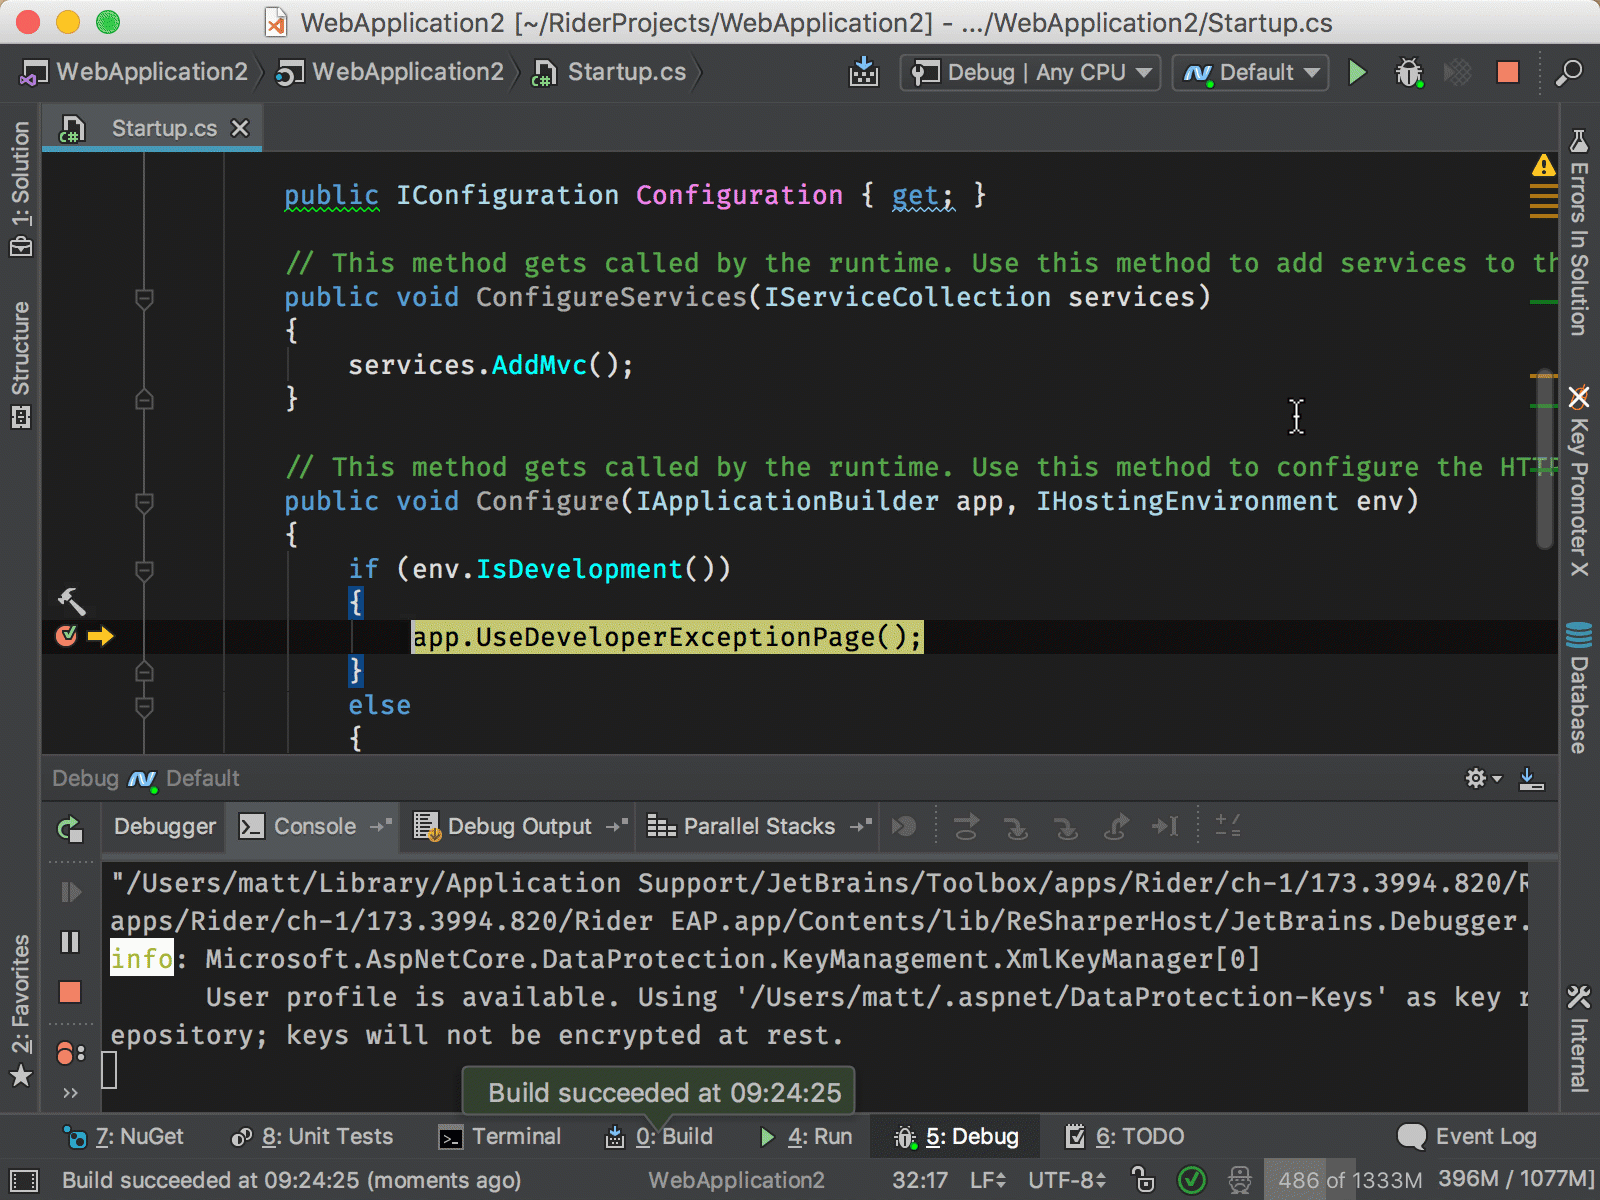 WebApplication2 [~/RiderProjects/WebApplication2] - .../WebApplication2/Startup.cs
WebApplication2 WebApplication2 Startup.cs Debug | Any CPU Default
1: Solution
Structure
2: Favorites
Startup.cs
public IConfiguration Configuration { get; }
// This method gets called by the runtime. Use this method to add services to th
public void ConfigureServices(IServiceCollection services)
{
services.AddMvc();
}
// This method gets called by the runtime. Use this method to configure the HTTP
public void Configure(IApplicationBuilder app, IHostingEnvironment env)
{
if (env.IsDevelopment())
{
app.UseDeveloperExceptionPage();
}
else
{
Errors In Solution
Key Promoter X
Database
Internal
Debug Default
Debugger Console Debug Output Parallel Stacks
"/Users/matt/Library/Application Support/JetBrains/Toolbox/apps/Rider/ch-1/173.3994.820/R
apps/Rider/ch-1/173.3994.820/Rider EAP.app/Contents/lib/ReSharperHost/JetBrains.Debugger.
info: Microsoft.AspNetCore.DataProtection.KeyManagement.XmlKeyManager[0]
User profile is available. Using '/Users/matt/.aspnet/DataProtection-Keys' as key r
epository; keys will not be encrypted at rest.
Build succeeded at 09:24:25
7: NuGet 8: Unit Tests Terminal 0: Build 4: Run 5: Debug 6: TODO Event Log
Build succeeded at 09:24:25 (moments ago) WebApplication2 32:17 LF UTF-8 486 of 1333M 396M / 1077M